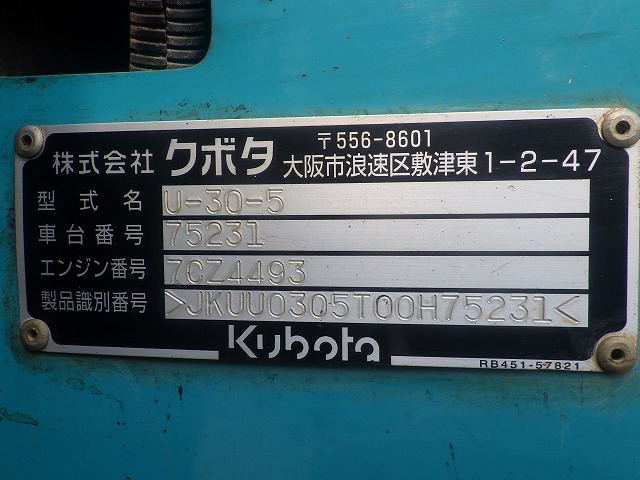 株式会社 クボタ 〒556-8601
大阪市浪速区敷津東1-2-47
型式名 U-30-5
車台番号 75231
エンジン番号 7CZ4493
製品識別番号 >JKUU0305T00H75231<
Kubota
RB451-57821